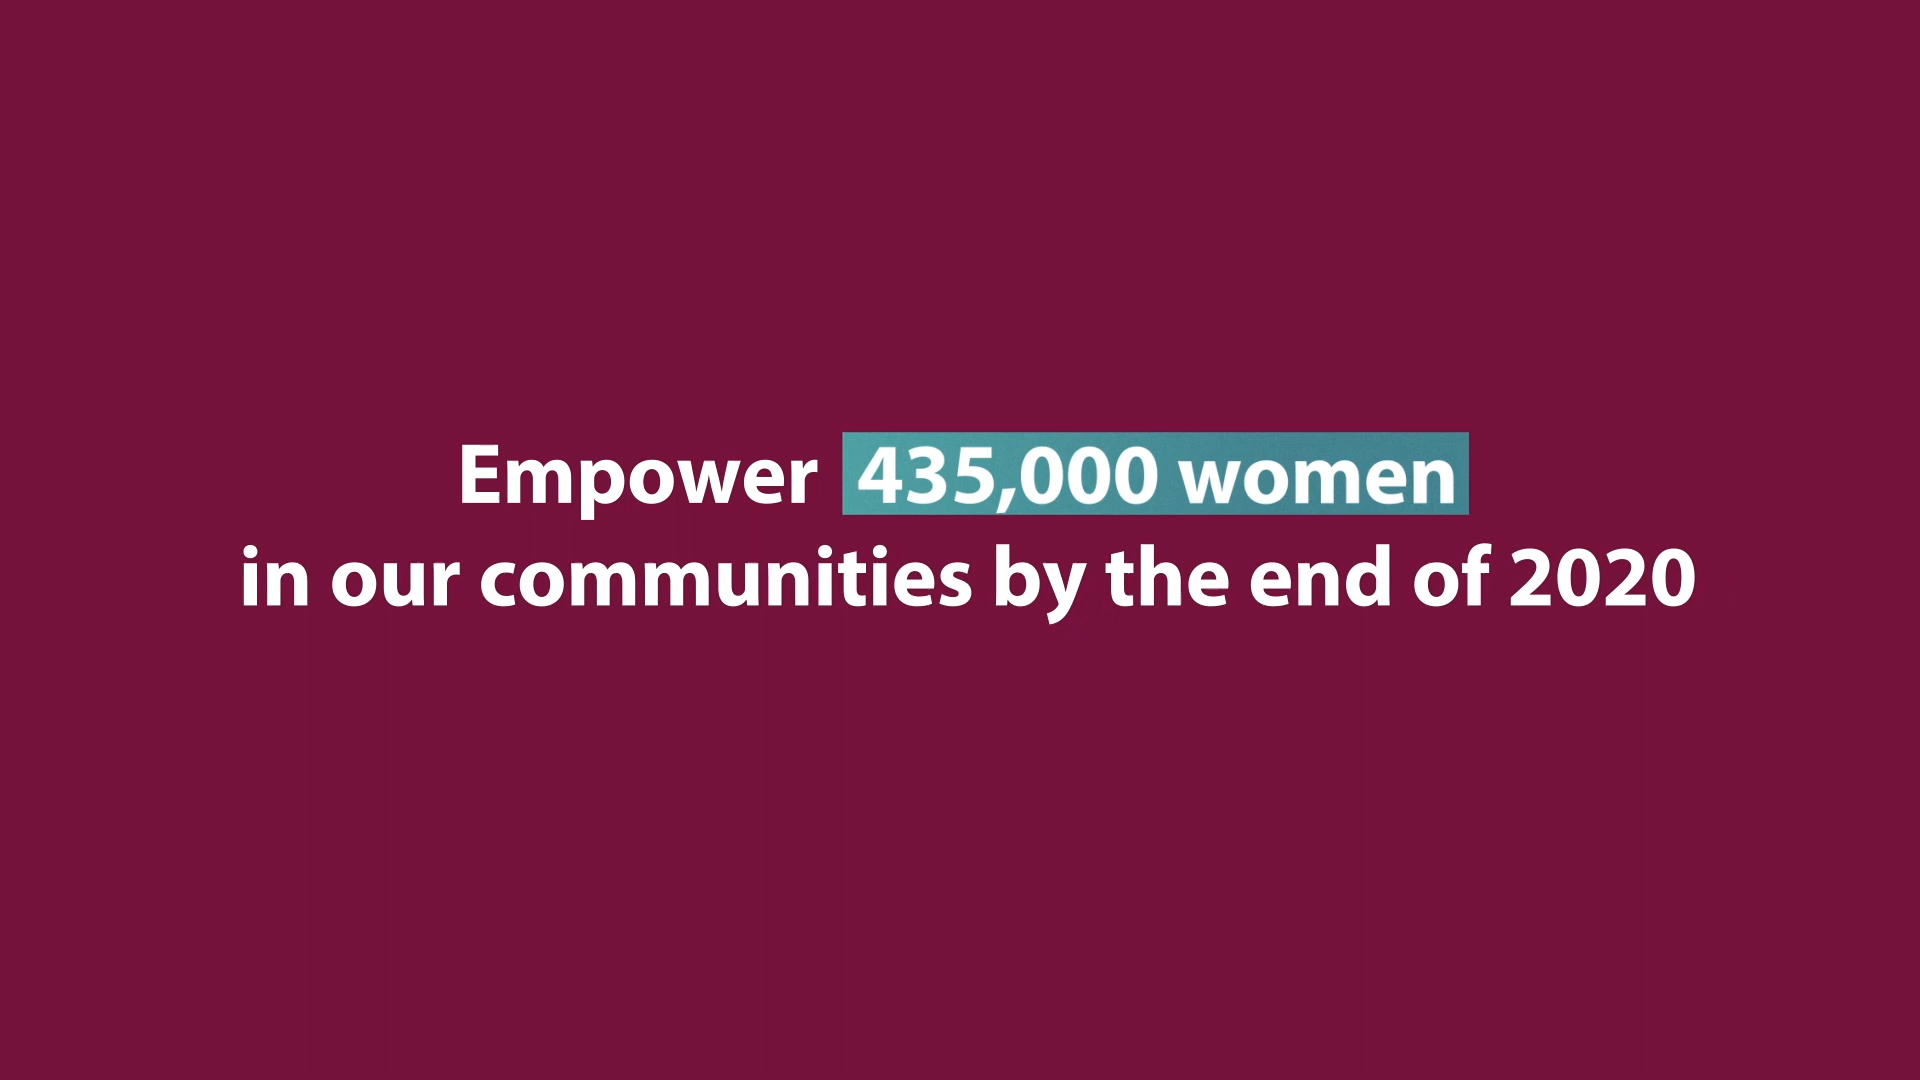 Empower 435,000 women
in our communities by the end of 2020